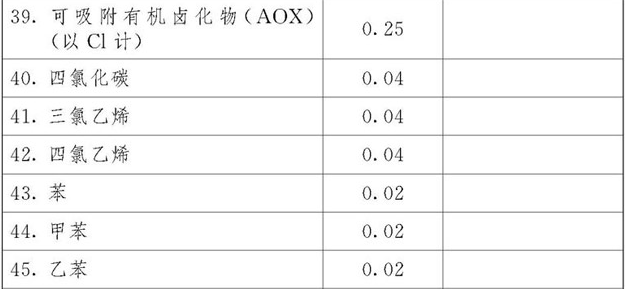 39. 可吸附有机卤化物(AOX)
(以 Cl 计) 0.25
40. 四氯化碳 0.04
41. 三氯乙烯 0.04
42. 四氯乙烯 0.04
43. 苯 0.02
44. 甲苯 0.02
45. 乙苯 0.02